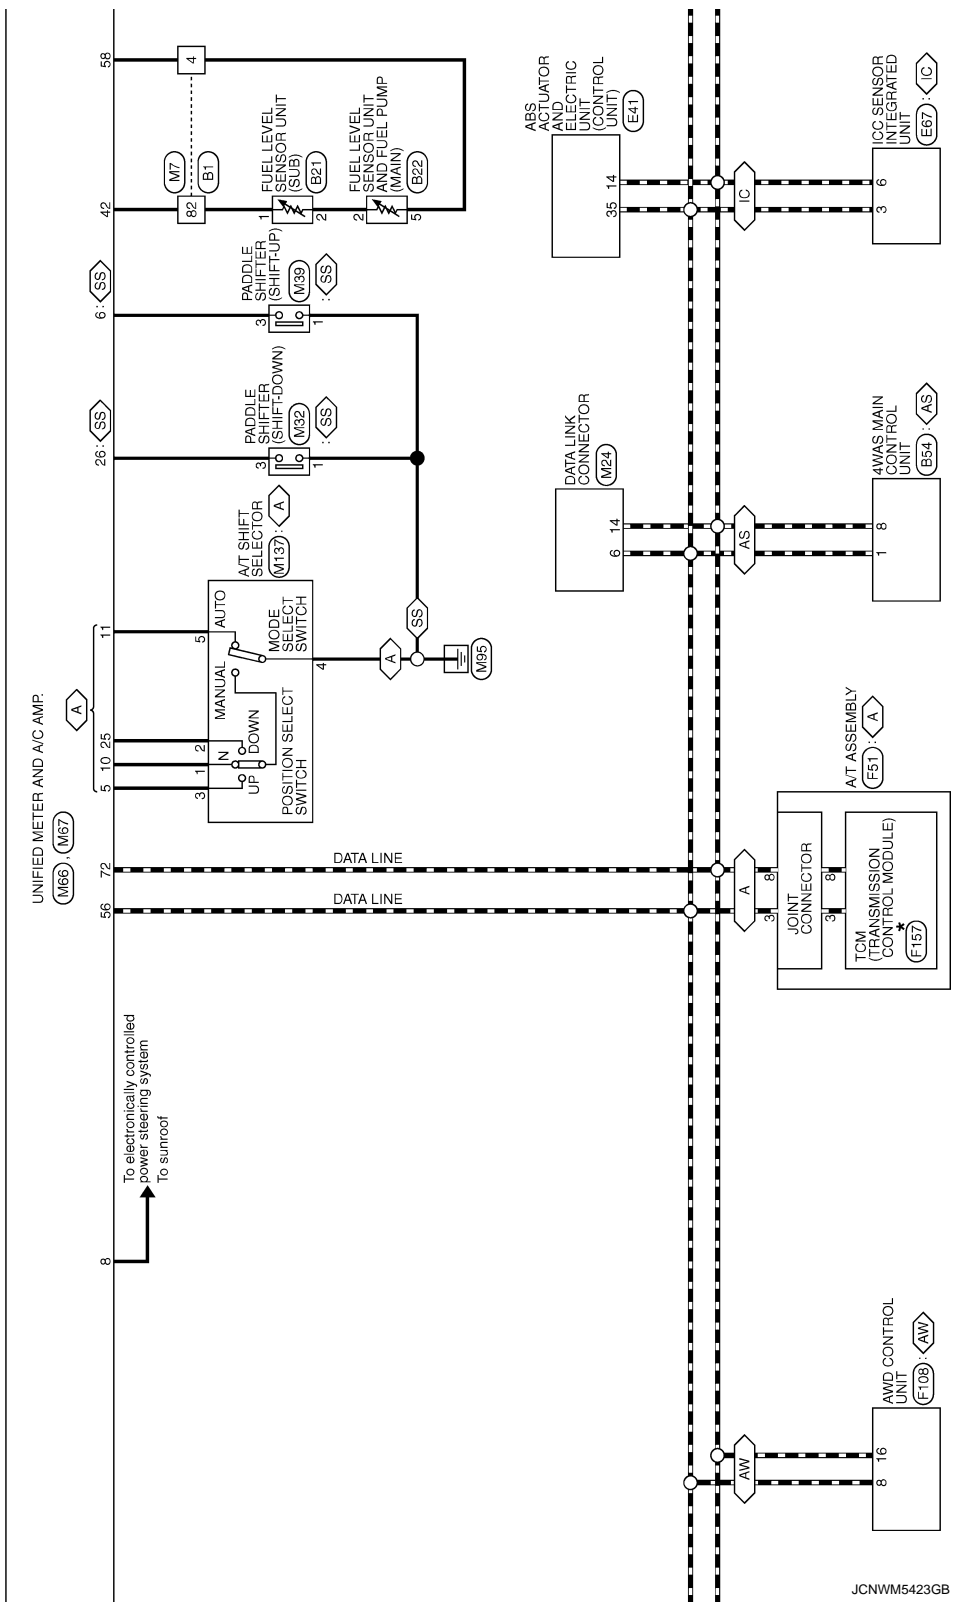 UNIFIED METER AND A/C AMP.
M66 , M67
8
To electronically controlled
power steering system
To sunroof
56
72
DATA LINE
DATA LINE
A
5
10
25
11
3
1
2
5
UP
N
DOWN
MANUAL
AUTO
POSITION SELECT
SWITCH
MODE
SELECT
SWITCH
4
A/T SHIFT
SELECTOR
M137 : A
A
SS
M95
26 : SS
PADDLE
SHIFTER
(SHIFT-DOWN)
M32
: SS
3
1
6 : SS
PADDLE
SHIFTER
(SHIFT-UP)
M39
: SS
3
1
42
58
82
4
M7
B1
FUEL LEVEL
SENSOR UNIT
(SUB)
B21
1
2
FUEL LEVEL
SENSOR UNIT
AND FUEL PUMP
(MAIN)
B22
2
5
DATA LINK
CONNECTOR
M24
6
14
ABS
ACTUATOR
AND
ELECTRIC
UNIT
(CONTROL
UNIT)
E41
35
14
AW
8
16
AWD CONTROL
UNIT
F108 : AW
A
3
8
JOINT
CONNECTOR
3
8
TCM
(TRANSMISSION
CONTROL MODULE)
*
F157
A/T ASSEMBLY
F51 : A
AS
1
8
4WAS MAIN
CONTROL
UNIT
B54 : AS
IC
3
6
ICC SENSOR
INTEGRATED
UNIT
E67 : IC
JCNWM5423GB